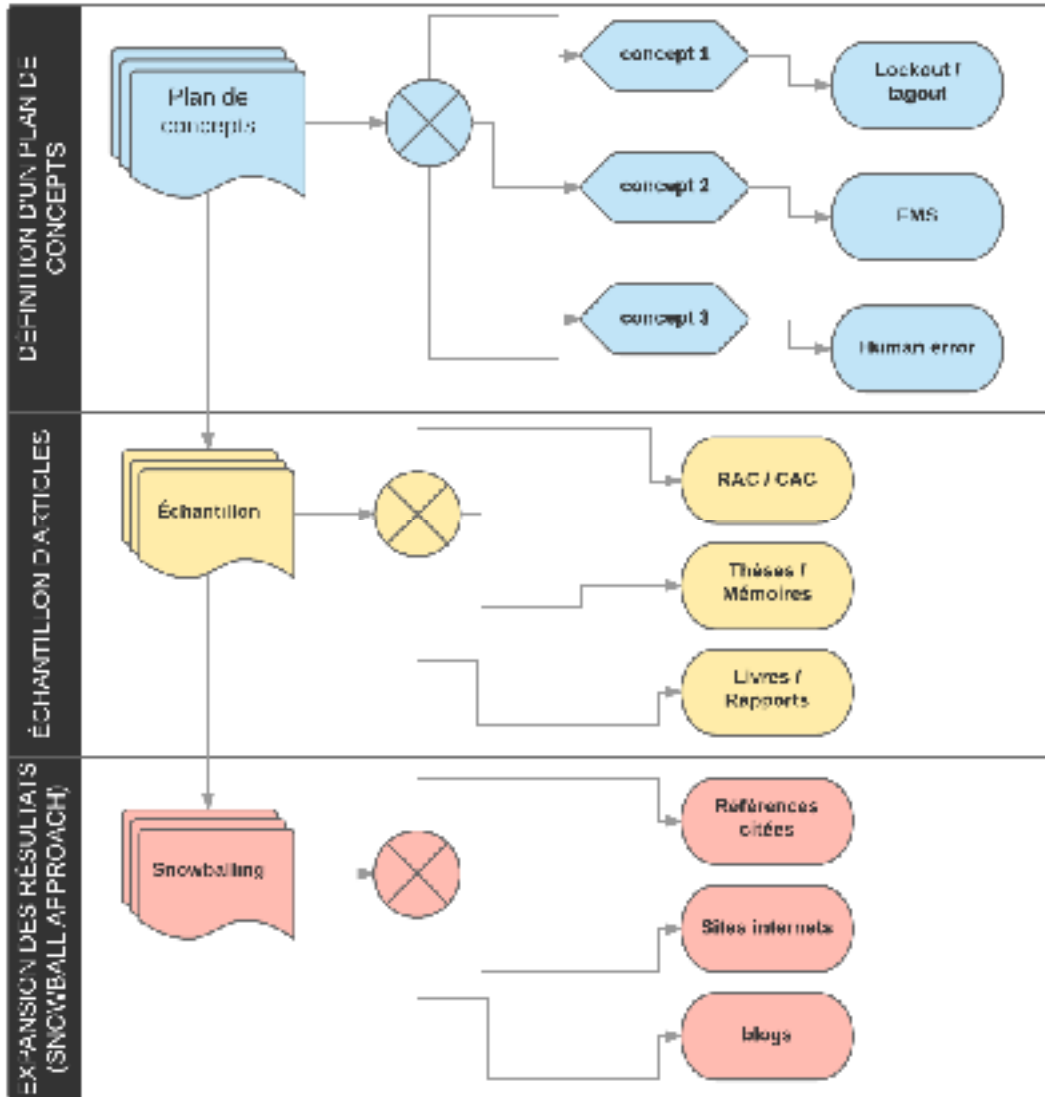 DÉFINITION D'UN PLAN DE
CONCEPTS
Plan de
concepts
concept 1
Lockout /
tagout
concept 2
concept 3
Human error
ÉCHANTILLON D'ARTICLES
Échantillon
RAC / CAC
Thèses /
Mémoires
Livres /
Rapports
EXPANSION DES RÉSULTATS
(SNOWBALL APPROACH)
Snowballing
Références
citées
Sites internets
blogs